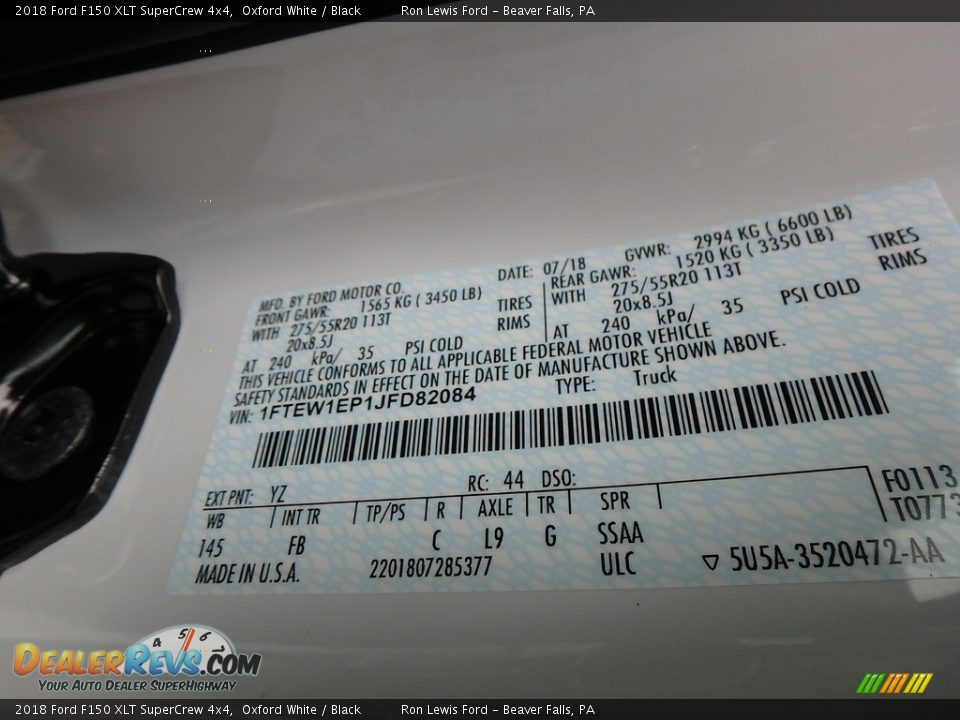 2018 Ford F150 XLT SuperCrew 4x4, Oxford White / Black Ron Lewis Ford - Beaver Falls, PA
MFD. BY FORD MOTOR CO. DATE: 07/18 GVWR: 2994 KG ( 6600 LB)
FRONT GAWR: 1565 KG ( 3450 LB) REAR GAWR: 1520 KG ( 3350 LB)
WITH 275/55R20 113T TIRES WITH 275/55R20 113T TIRES
20x8.5J RIMS 20x8.5J RIMS
AT 240 kPa/ 35 PSI COLD AT 240 kPa/ 35 PSI COLD
THIS VEHICLE CONFORMS TO ALL APPLICABLE FEDERAL MOTOR VEHICLE
SAFETY STANDARDS IN EFFECT ON THE DATE OF MANUFACTURE SHOWN ABOVE.
VIN: 1FTEW1EP1JFD82084 TYPE: Truck
EXT PNT: YZ RC: 44 DSO: F0113
WB INT TR TP/PS R AXLE TR SPR T0773
145 FB C L9 G SSAA
MADE IN U.S.A. 2201807285377 ULC ▽ 5U5A-3520472-AA
4 5 6 7
DealerRevs.com
Your Auto Dealer SuperHighway
2018 Ford F150 XLT SuperCrew 4x4, Oxford White / Black Ron Lewis Ford - Beaver Falls, PA